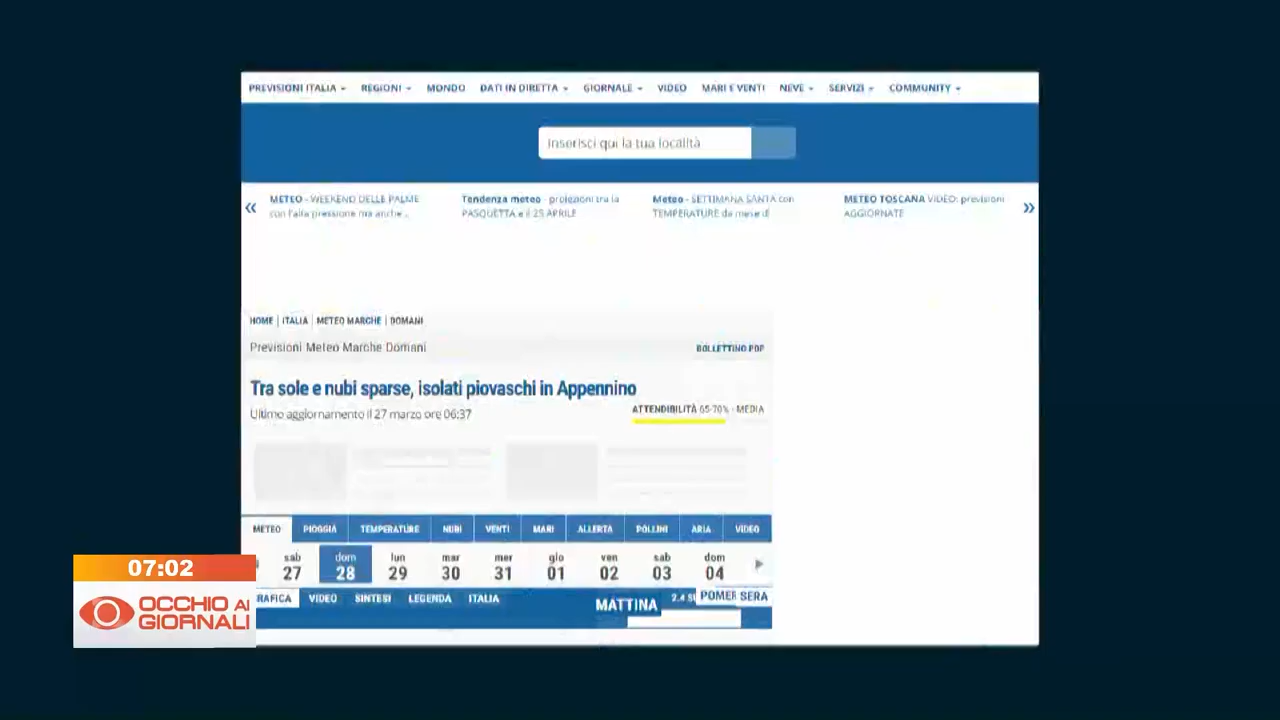 PREVISIONI ITALIA REGIONI MONDO DATI IN DIRETTA GIORNALE VIDEO MARI E VENTI NEVE SERVIZI COMMUNITY
Inserisci qui la tua località
« METEO - WEEKEND DELLE PALME
con l'alta pressione ma anche ..
Tendenza meteo - proiezioni tra la
PASQUETTA e il 25 APRILE
Meteo - SETTIMANA SANTA con
TEMPERATURE da mese di
METEO TOSCANA VIDEO: previsioni »
AGGIORNATE
HOME | ITALIA | METEO MARCHE | DOMANI
Previsioni Meteo Marche Domani
BOLLETTINO PDF
Tra sole e nubi sparse, isolati piovaschi in Appennino
Ultimo aggiornamento il 27 marzo ore 06:37
ATTENDIBILITÀ 65-70% - MEDIA
METEO PIOGGIA TEMPERATURE NUBI VENTI MARI ALLERTA POLLINI ARIA VIDEO
sab dom lun mar mer gio ven sab dom
27 28 29 30 31 01 02 03 04
RAFICA VIDEO SINTESI LEGENDA ITALIA
MATTINA
POMER SERA
07:02
OCCHIO AI
GIORNALI